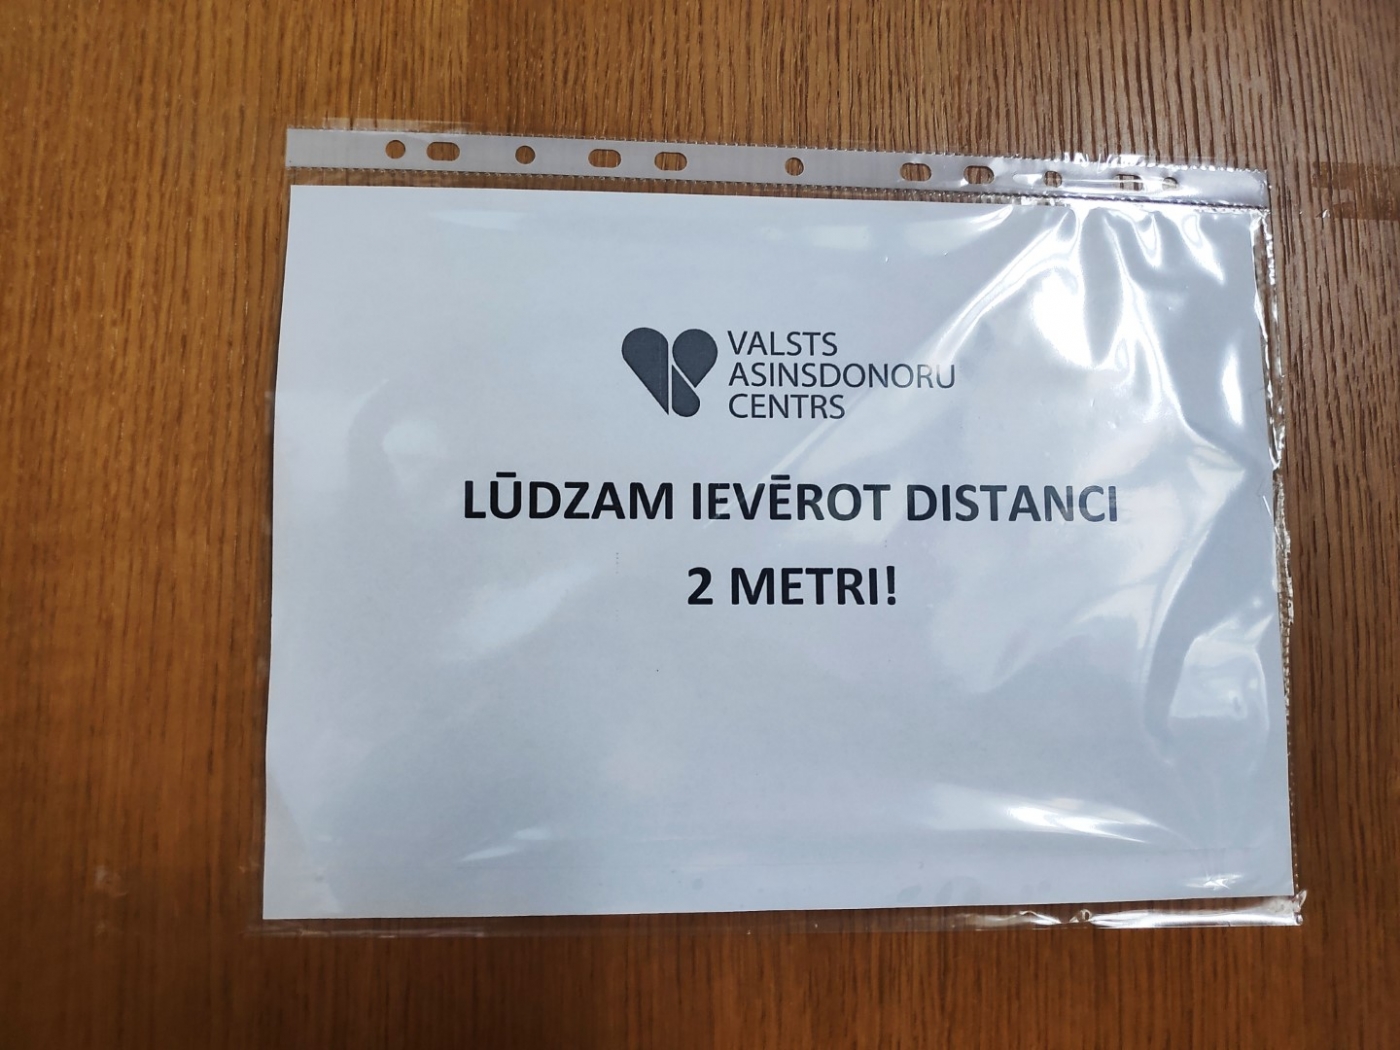 VALSTS
ASINSDONORU
CENTRS
LŪDZAM IEVĒROT DISTANCI
2 METRI!